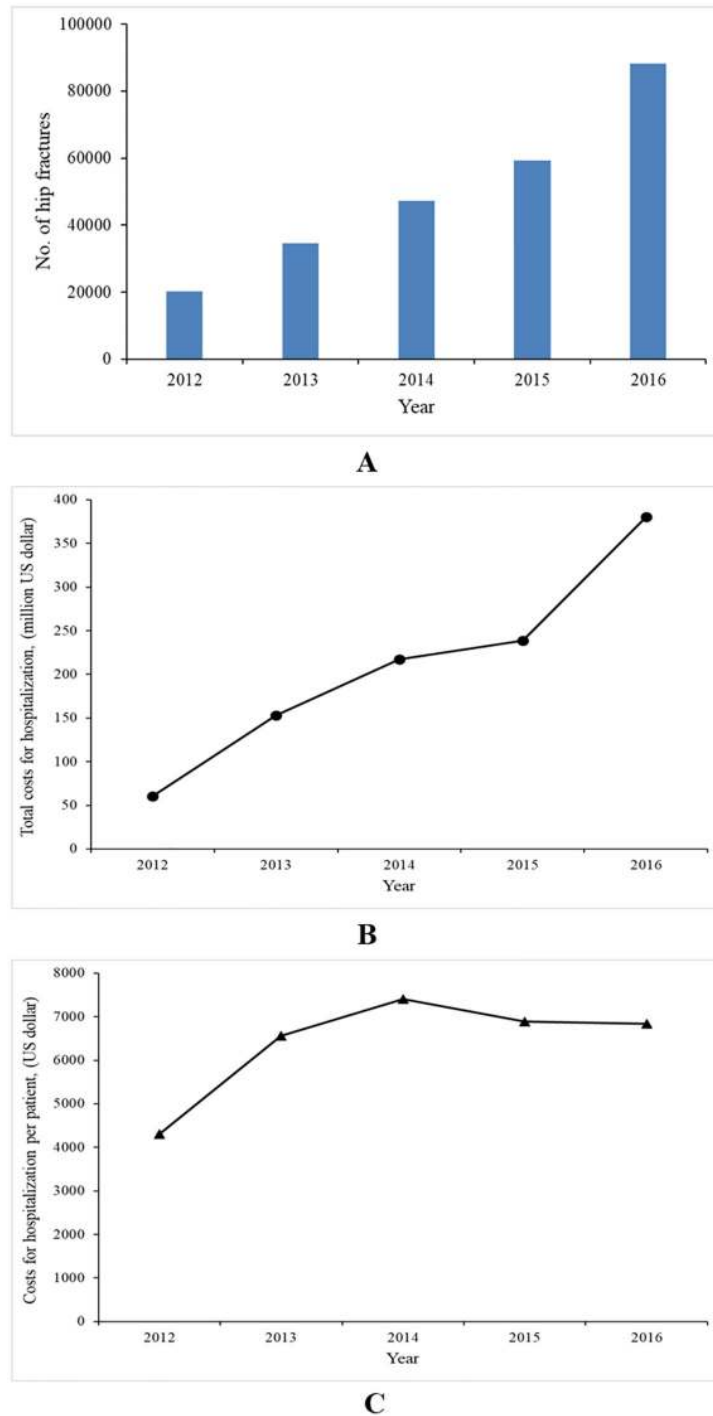 100000
80000
60000
40000
20000
0
No. of hip fractures
2012 2013 2014 2015 2016
Year
A
400
350
300
250
200
150
100
50
0
Total costs for hospitalization, (million US dollar)
2012 2013 2014 2015 2016
Year
B
8000
7000
6000
5000
4000
3000
2000
1000
0
Costs for hospitalization per patient, (US dollar)
2012 2013 2014 2015 2016
Year
C